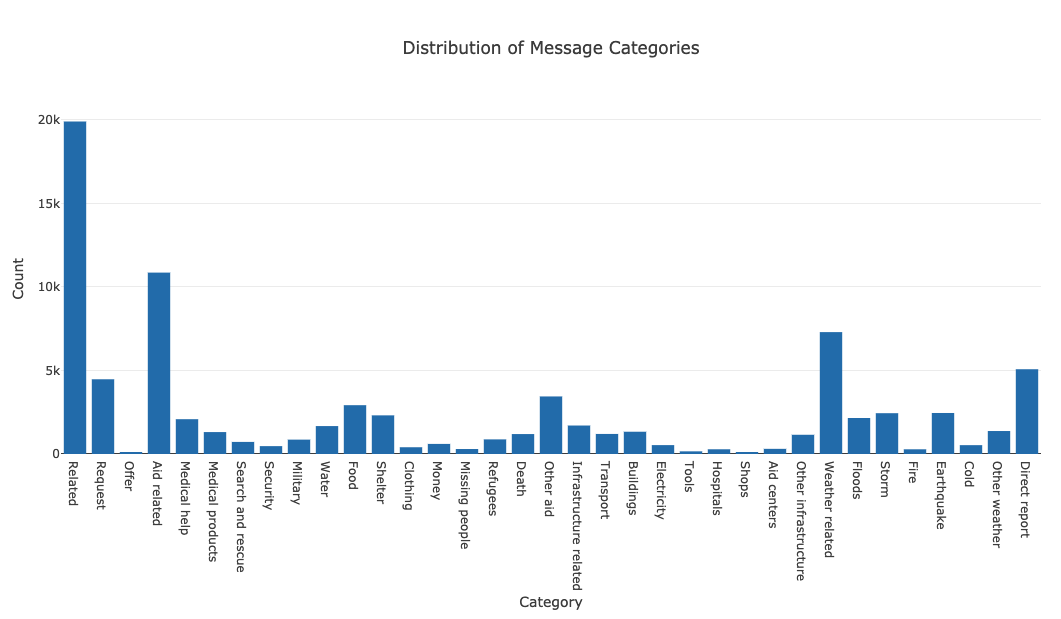 Distribution of Message Categories
20k
15k
10k
5k
0
Count
Related
Request
Offer
Aid related
Medical help
Medical products
Search and rescue
Security
Military
Water
Food
Shelter
Clothing
Money
Missing people
Refugees
Death
Other aid
Infrastructure related
Transport
Buildings
Electricity
Tools
Hospitals
Shops
Aid centers
Other infrastructure
Weather related
Floods
Storm
Fire
Earthquake
Cold
Other weather
Direct report
Category